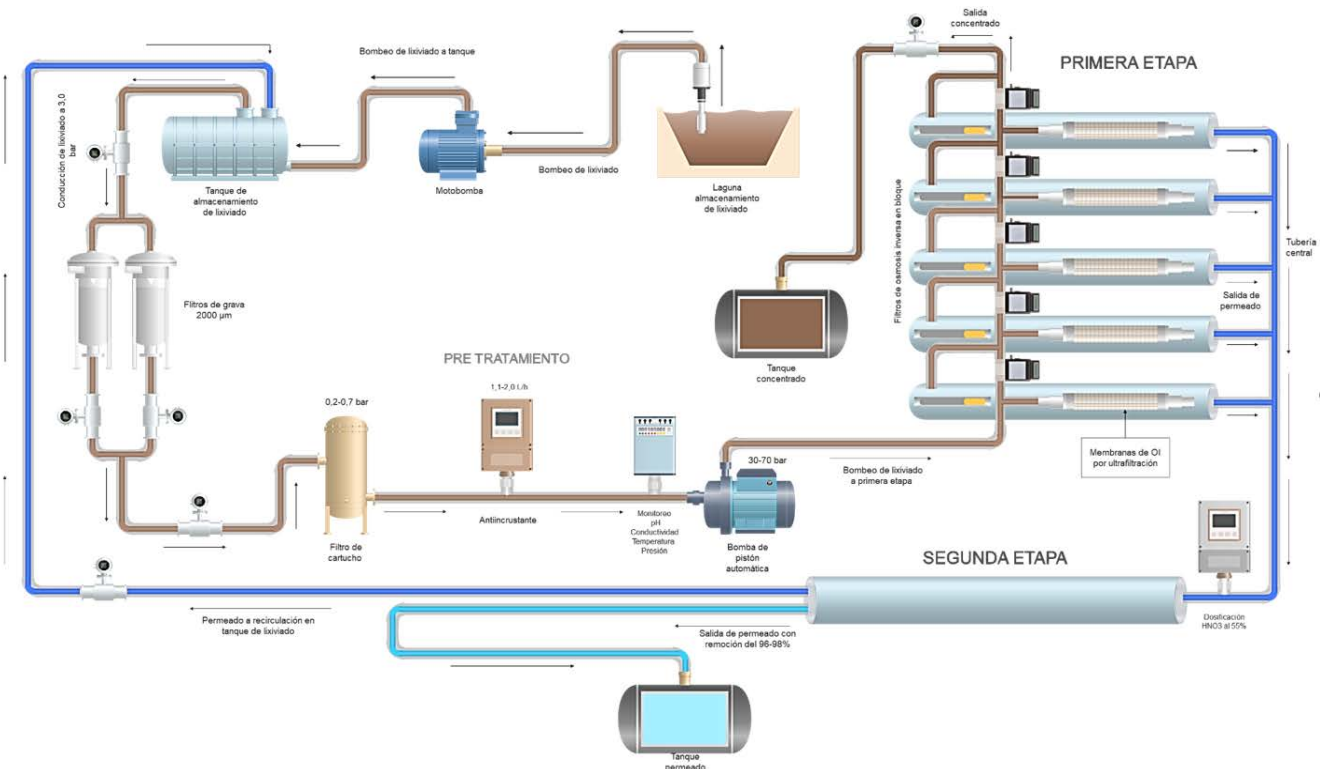 Salida
concentrado
PRIMERA ETAPA
Bombeo de lixiviado a tanque
Conducción de lixiviado a 3,0
bar
Tanque de
almacenamiento
de lixiviado
Motobomba
Bombeo de lixiviado
Laguna
almacenamiento
de lixiviado
Filtros de osmosis inversa en bloque
Tubería
central
Salida de
permeado
Flitros de grava
2000 µm
Tanque
concentrado
PRE TRATAMIENTO
1,1-2,0 L/h
0,2-0,7 bar
30-70 bar
Bombeo de lixiviado
a primera etapa
Membranas de OI
por ultrafiltración
Antiincrustante
Monitoreo
pH
Conductividad
Temperatura
Presión
Filtro de
cartucho
Bomba de
pistón
automática
SEGUNDA ETAPA
Permeado a recirculación en
tanque de lixiviado
Salida de permeado con
remoción del 96-98%
Dosificación
HNO3 al 55%
Tanque
permeado